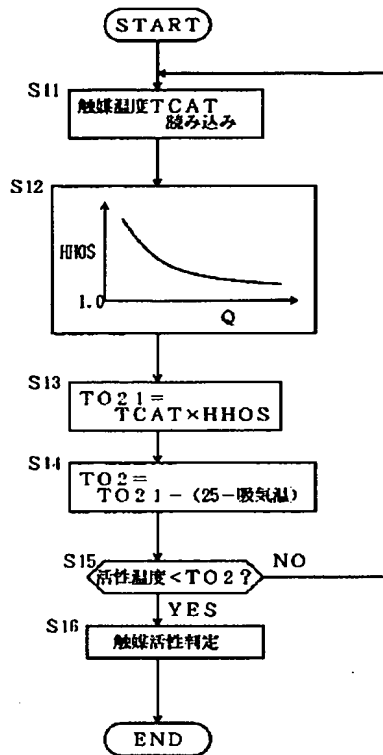 START
S11
触媒温度TCAT
読み込み
S12
HHOS
1.0
Q
S13
TO21=
TCAT×HHOS
S14
TO2=
TO21-(25-吸気温)
S15
活性温度<TO2?
NO
YES
S16
触媒活性判定
END